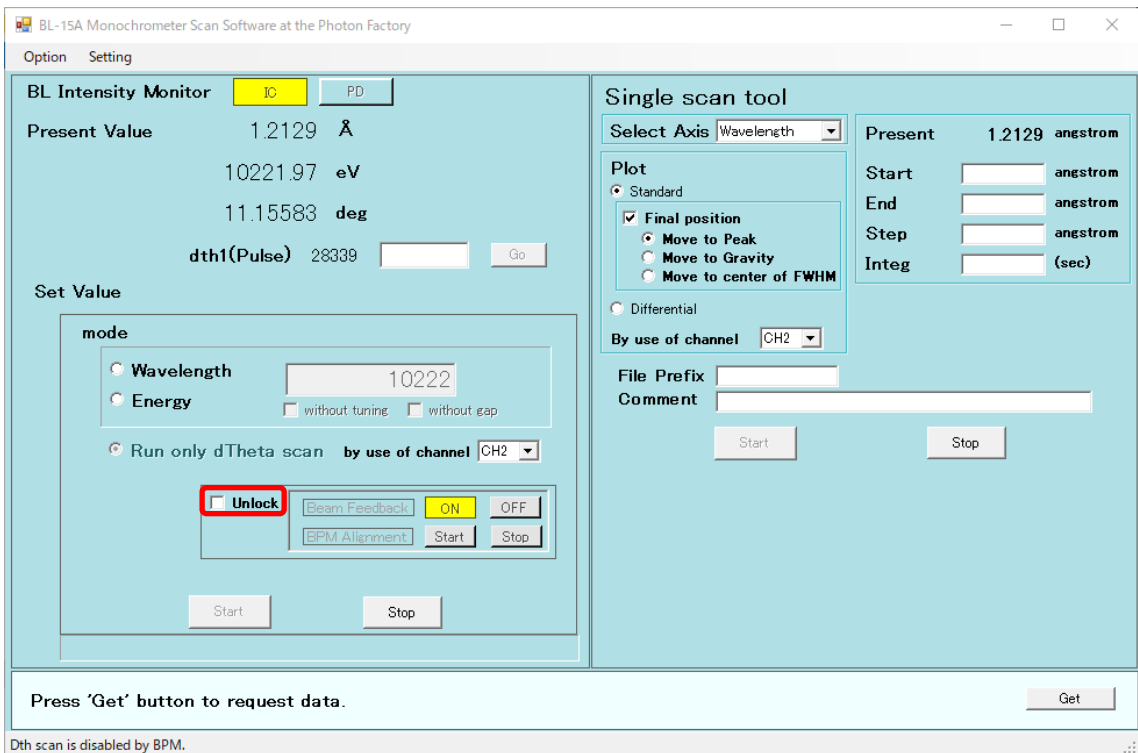 BL-15A Monochrometer Scan Software at the Photon Factory
Option Setting
BL Intensity Monitor IC PD
Present Value 1.2129 Å
10221.97 eV
11.15583 deg
dth1(Pulse) 28339 Go
Set Value
mode
Wavelength
10222
Energy
without tuning without gap
Run only dTheta scan by use of channel CH2
Unlock
Beam Feedback ON OFF
BPM Alignment Start Stop
Start Stop
Single scan tool
Select Axis Wavelength
Plot
Standard
Final position
Move to Peak
Move to Gravity
Move to center of FWHM
Differential
By use of channel CH2
Present 1.2129 angstrom
Start angstrom
End angstrom
Step angstrom
Integ (sec)
File Prefix
Comment
Start Stop
Press 'Get' button to request data. Get
Dth scan is disabled by BPM.